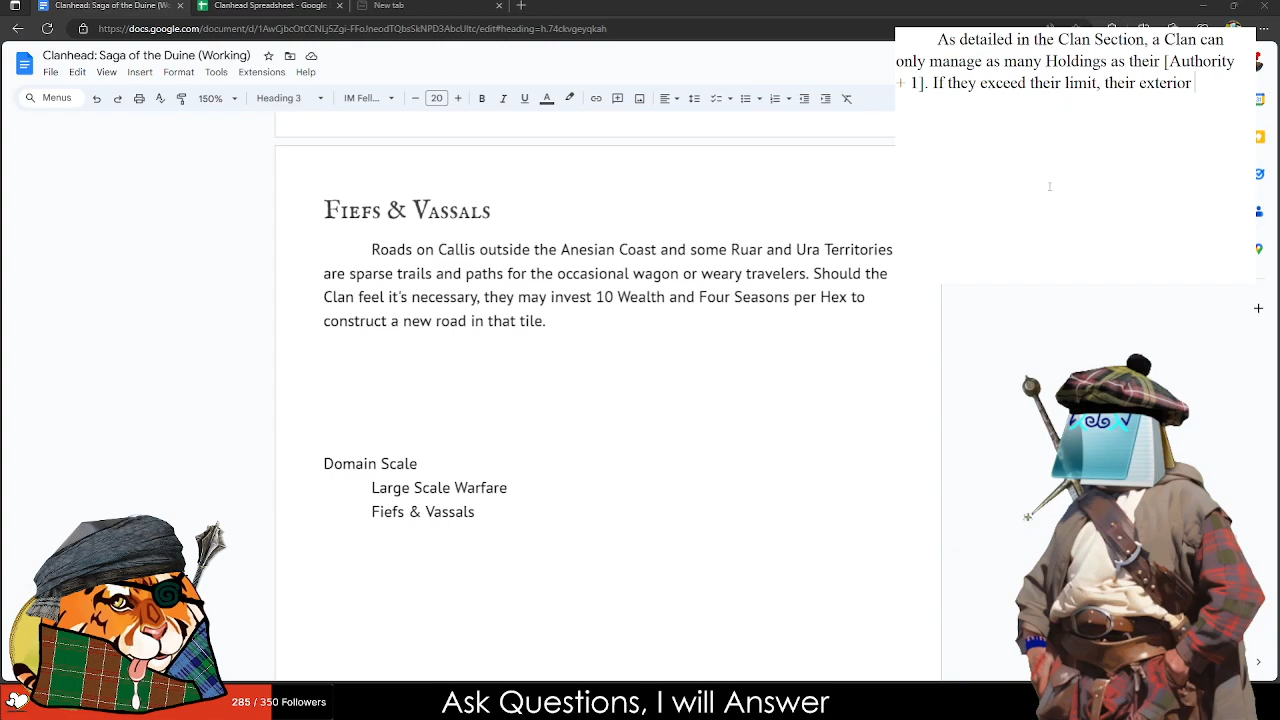 Clanhead: Saga of the Dune [W
Clanhead Spreadsheet - Google
New tab
https://docs.google.com/document/d/1AwCjbcOtCCNLj5Zgi-FFoJneodTQbsSkNPD3AbcUltc/edit#heading=h.74ckvgeyqkah
Clanhead: Saga of the Dune (Working)
File Edit View Insert Format Tools Extensions Help
Menus 150% Heading 3 IM Fell... 20 B I U A
As detailed in the Clan Section, a Clan can
only manage as many Holdings as their [Authority
+ 1]. If they exceed their limit, their exterior
Fiefs & Vassals
Roads on Callis outside the Anesian Coast and some Ruar and Ura Territories
are sparse trails and paths for the occasional wagon or weary travelers. Should the
Clan feel it's necessary, they may invest 10 Wealth and Four Seasons per Hex to
construct a new road in that tile.
Domain Scale
Large Scale Warfare
Fiefs & Vassals
285 / 350 Followers
Ask Questions, I will Answer